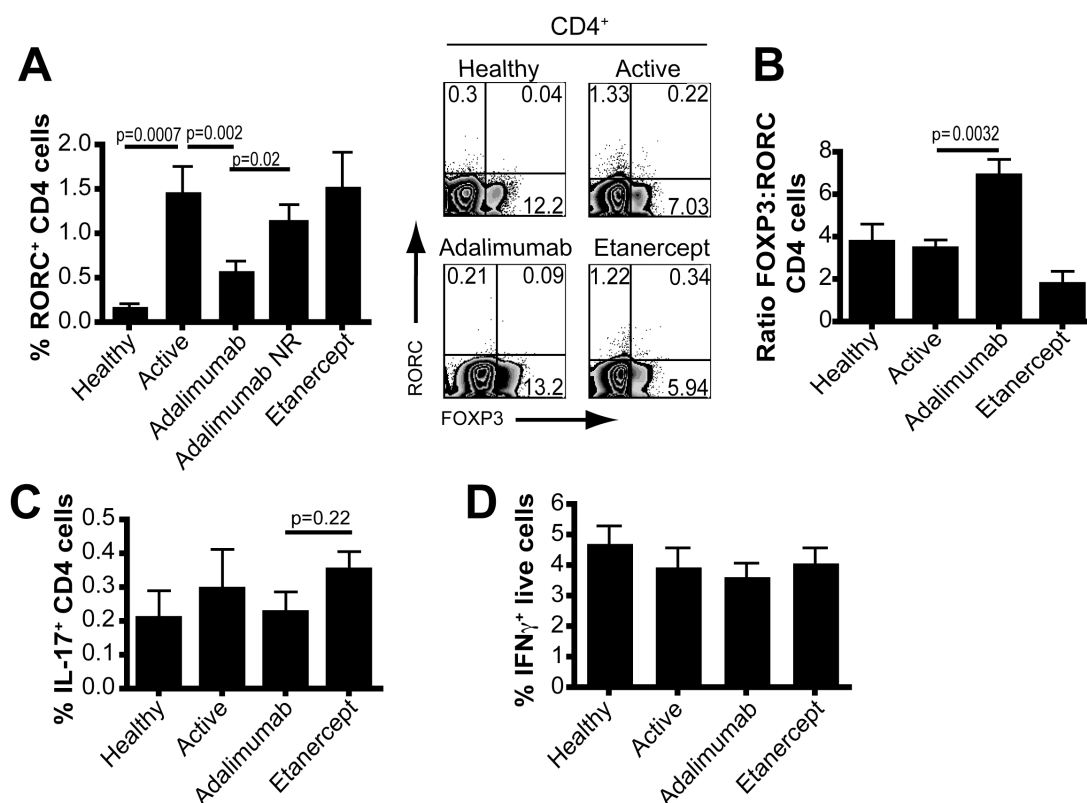 A
% RORC⁺ CD4 cells
2.0
1.5
1.0
0.5
0.0
p=0.0007
p=0.002
p=0.02
Healthy
Active
Adalimumab
Adalimumab NR
Etanercept
CD4⁺
Healthy
Active
0.3
0.04
12.2
1.33
0.22
7.03
Adalimumab
Etanercept
0.21
0.09
13.2
1.22
0.34
5.94
RORC
FOXP3
B
Ratio FOXP3:RORC
CD4 cells
8
6
4
2
0
p=0.0032
Healthy
Active
Adalimumab
Etanercept
C
% IL-17⁺ CD4 cells
0.5
0.4
0.3
0.2
0.1
0.0
p=0.22
Healthy
Active
Adalimumab
Etanercept
D
% IFNγ⁺ live cells
6
5
4
3
2
1
0
Healthy
Active
Adalimumab
Etanercept